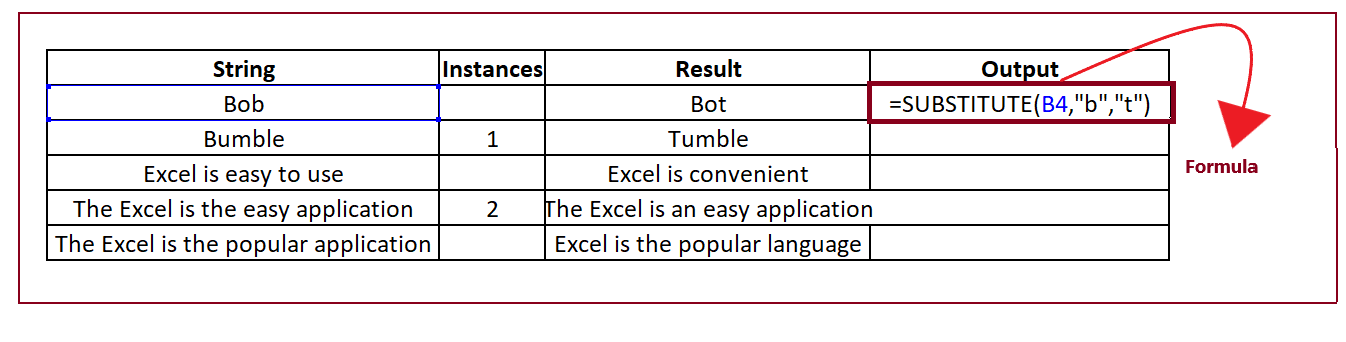 String Instances Result Output
Bob Bot =SUBSTITUTE(B4,"b","t")
Bumble 1 Tumble
Formula
Excel is easy to use Excel is convenient
The Excel is the easy application 2 The Excel is an easy application
The Excel is the popular application Excel is the popular language